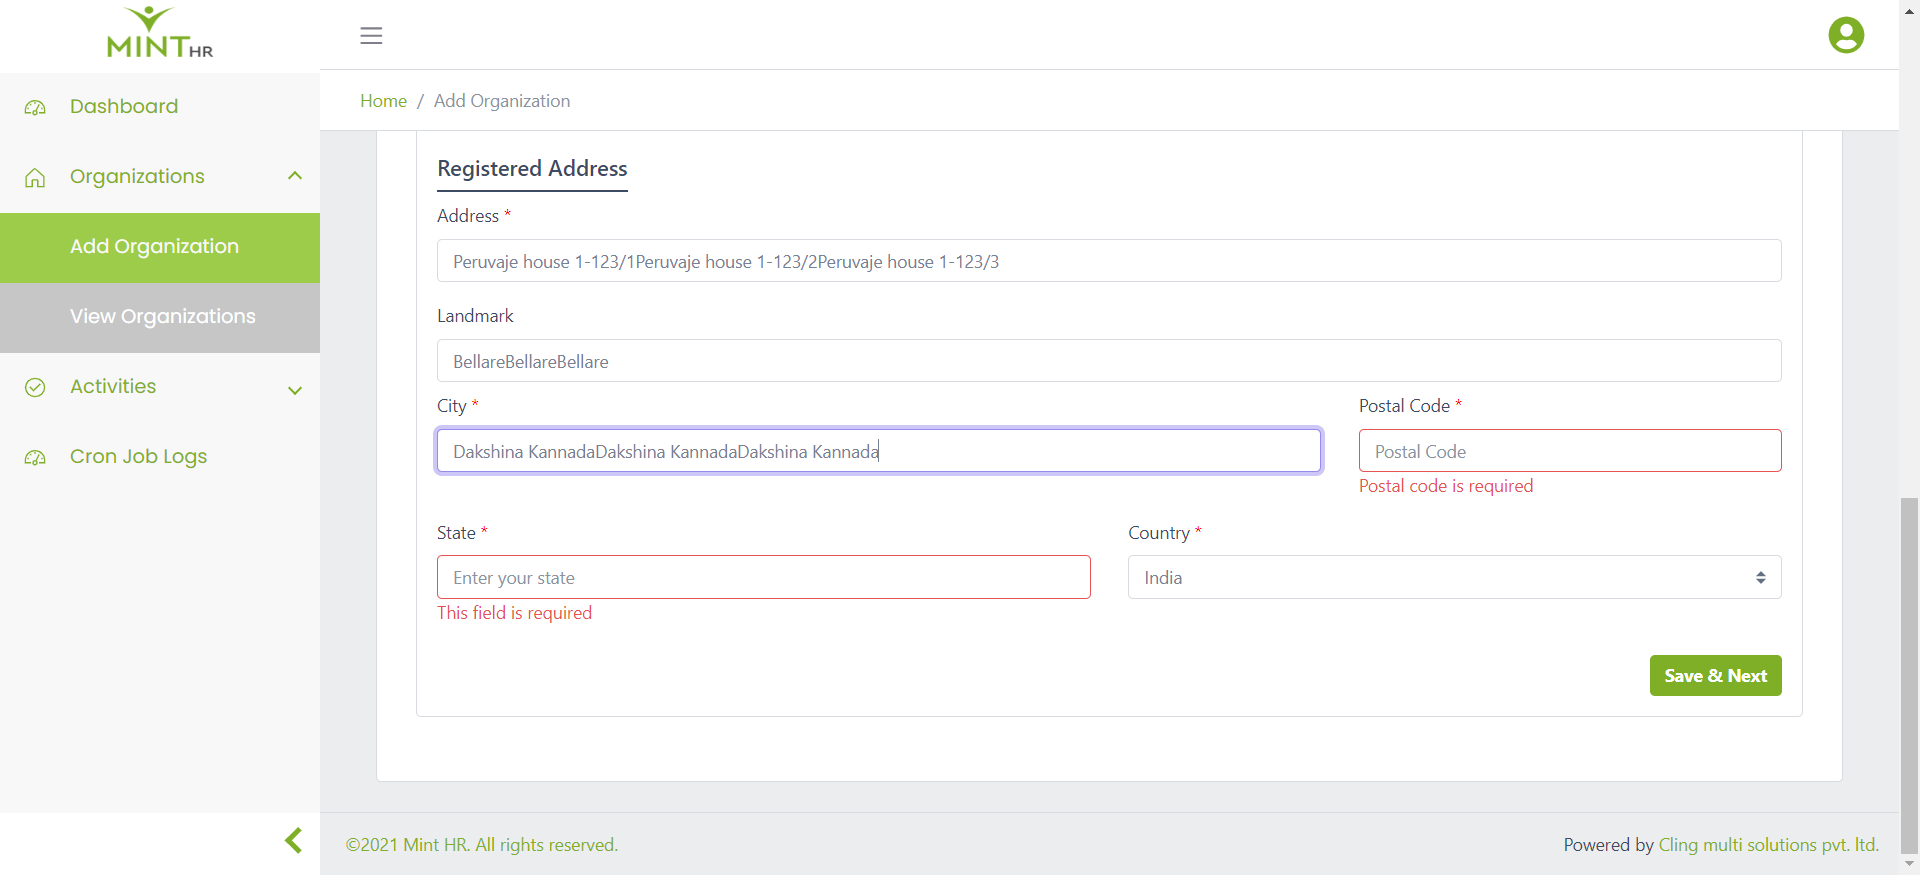 MINT HR
Dashboard
Organizations
Add Organization
View Organizations
Activities
Cron Job Logs
Home / Add Organization
Registered Address
Address *
Peruvaje house 1-123/1Peruvaje house 1-123/2Peruvaje house 1-123/3
Landmark
BellareBellareBellare
City *
Dakshina KannadaDakshina KannadaDakshina Kannada
Postal Code *
Postal Code
Postal code is required
State *
Enter your state
This field is required
Country *
India
Save & Next
©2021 Mint HR. All rights reserved.
Powered by Cling multi solutions pvt. ltd.